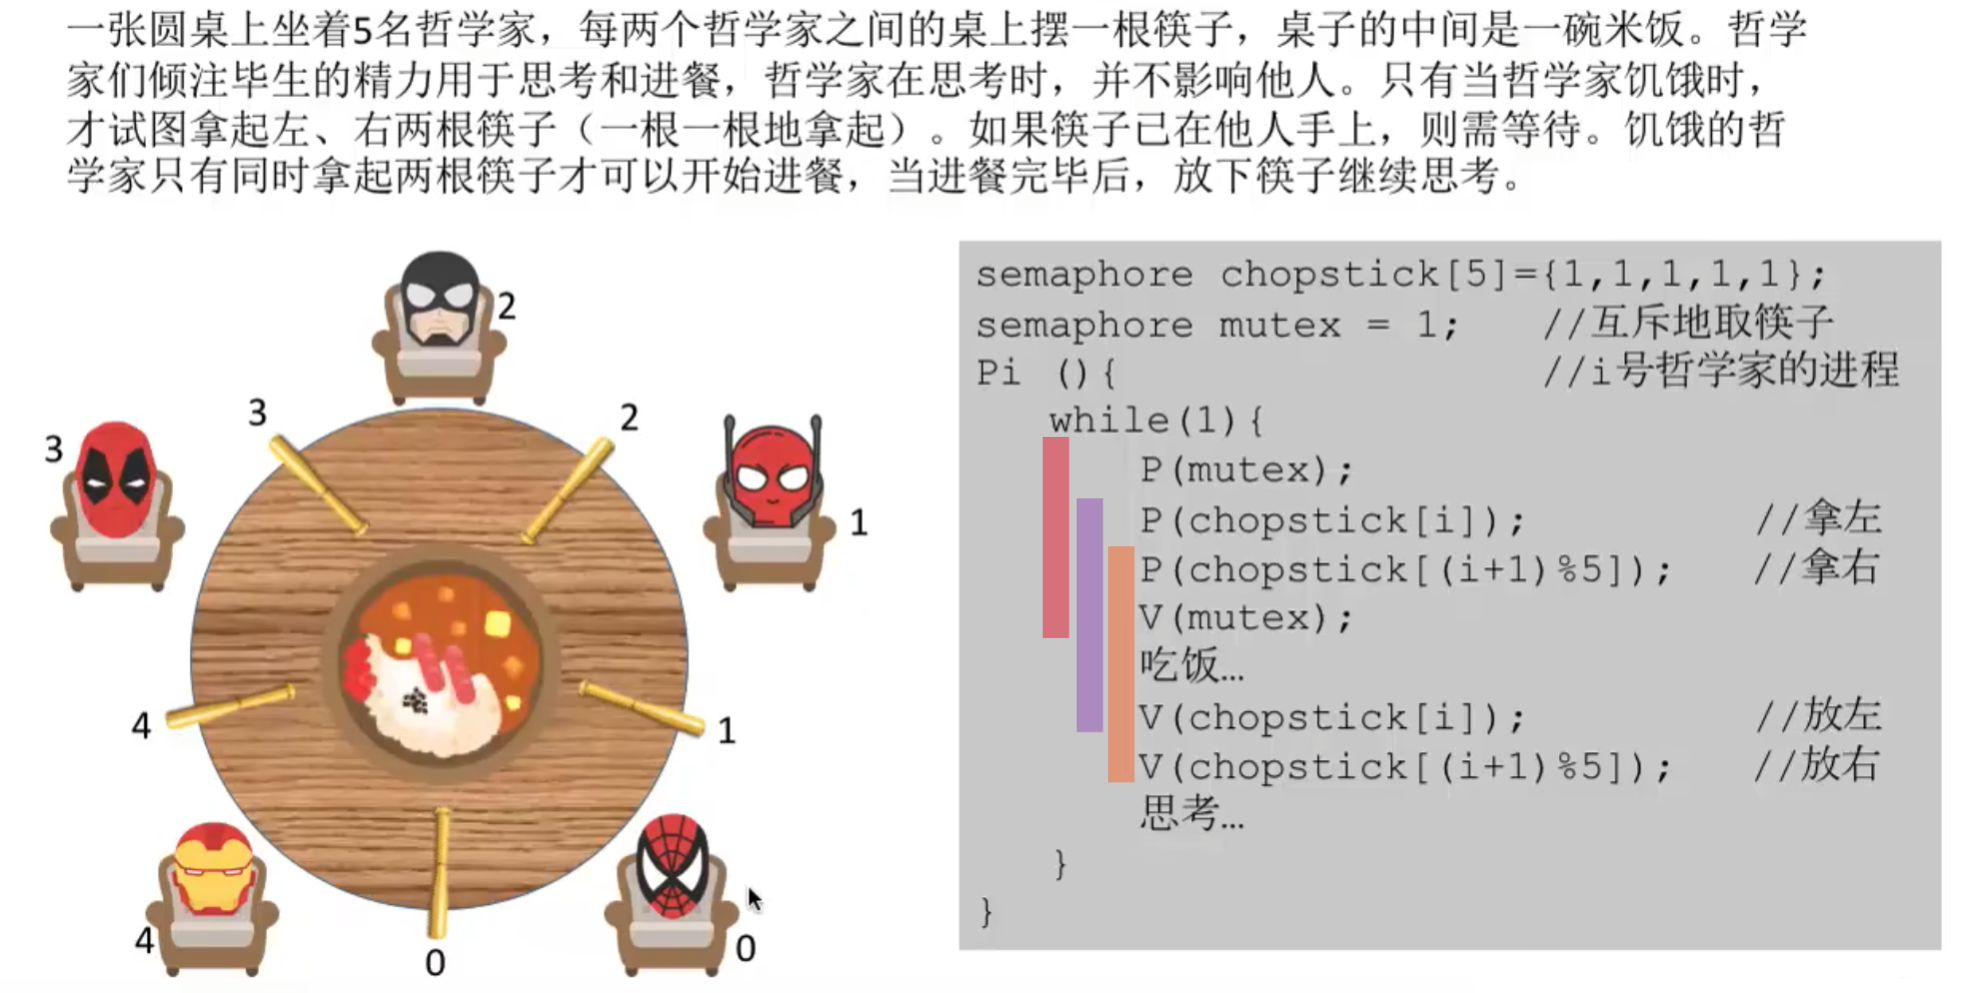 一张圆桌上坐着5名哲学家，每两个哲学家之间的桌上摆一根筷子，桌子的中间是一碗米饭。哲学
家们倾注毕生的精力用于思考和进餐，哲学家在思考时，并不影响他人。只有当哲学家饥饿时，
才试图拿起左、右两根筷子（一根一根地拿起）。如果筷子已在他人手上，则需等待。饥饿的哲
学家只有同时拿起两根筷子才可以开始进餐，当进餐完毕后，放下筷子继续思考。
2
3
2
3
1
4
1
4
0
0
semaphore chopstick[5]={1,1,1,1,1};
semaphore mutex = 1; //互斥地取筷子
Pi (){ //i号哲学家的进程
while(1){
P(mutex);
P(chopstick[i]); //拿左
P(chopstick[(i+1)%5]); //拿右
V(mutex);
吃饭…
V(chopstick[i]); //放左
V(chopstick[(i+1)%5]); //放右
思考…
}
}